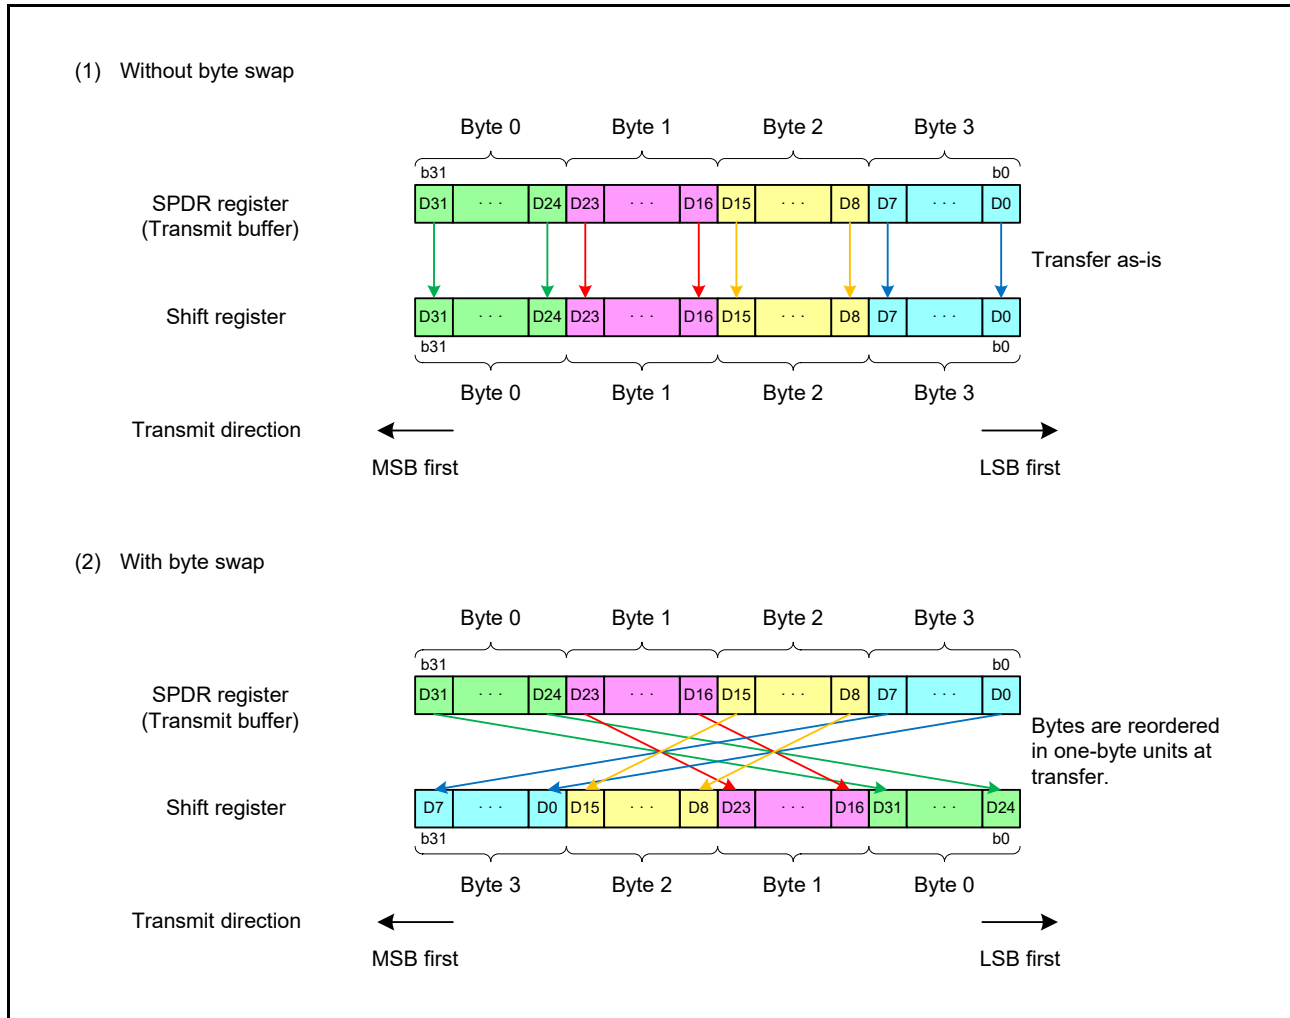 (1) Without byte swap
Byte 0 Byte 1 Byte 2 Byte 3
b31 b0
SPDR register
(Transmit buffer)
D31 · · · D24 D23 · · · D16 D15 · · · D8 D7 · · · D0
Transfer as-is
Shift register
D31 · · · D24 D23 · · · D16 D15 · · · D8 D7 · · · D0
b31 b0
Byte 0 Byte 1 Byte 2 Byte 3
Transmit direction
MSB first LSB first
(2) With byte swap
Byte 0 Byte 1 Byte 2 Byte 3
b31 b0
SPDR register
(Transmit buffer)
D31 · · · D24 D23 · · · D16 D15 · · · D8 D7 · · · D0
Bytes are reordered
in one-byte units at
transfer.
Shift register
D7 · · · D0 D15 · · · D8 D23 · · · D16 D31 · · · D24
b31 b0
Byte 3 Byte 2 Byte 1 Byte 0
Transmit direction
MSB first LSB first